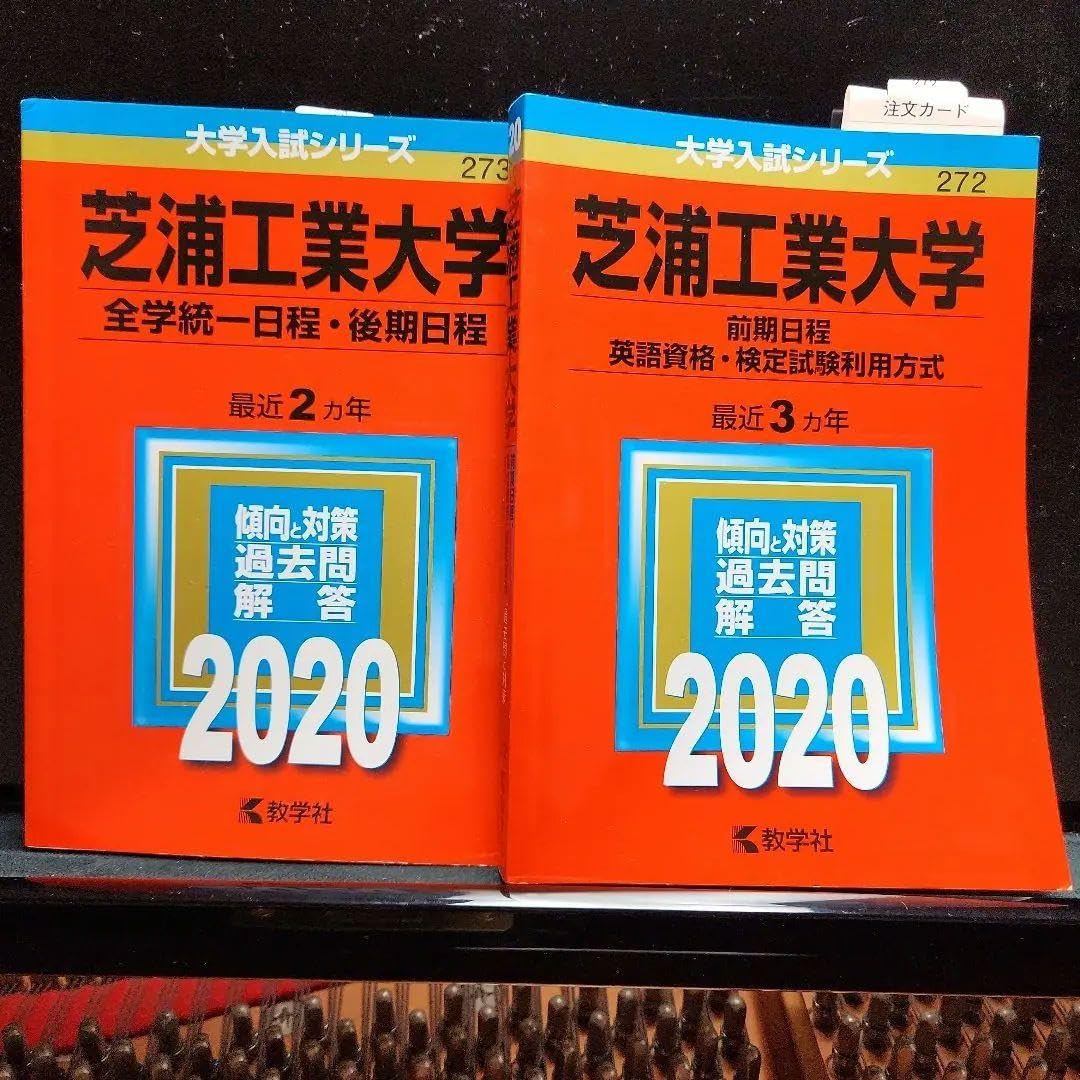 大学入試シリーズ
273
芝浦工業大学
全学統一日程・後期日程
最近2カ年
傾向と対策
過去問
解答
2020
教学社
注文カード
大学入試シリーズ
272
芝浦工業大学
前期日程
英語資格・検定試験利用方式
最近3カ年
傾向と対策
過去問
解答
2020
教学社